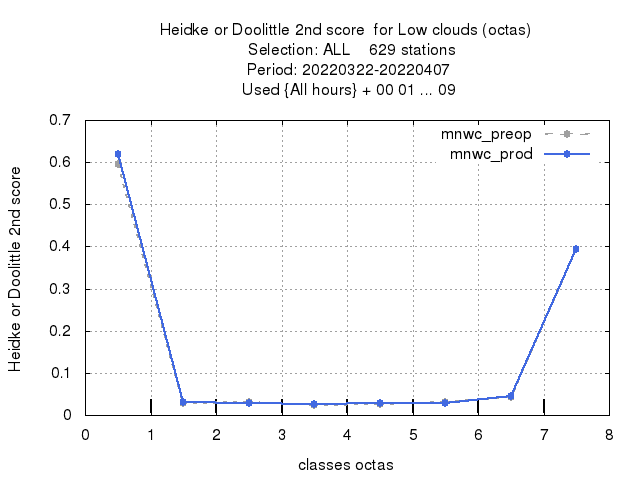 Heidke or Doolittle 2nd score  for Low clouds (octas)
Selection: ALL    629 stations
Period: 20220322-20220407
Used {All hours} + 00 01 ... 09
mnwc_preop
mnwc_prod
Heidke or Doolittle 2nd score
0.7
0.6
0.5
0.4
0.3
0.2
0.1
0
0 1 2 3 4 5 6 7 8
classes octas